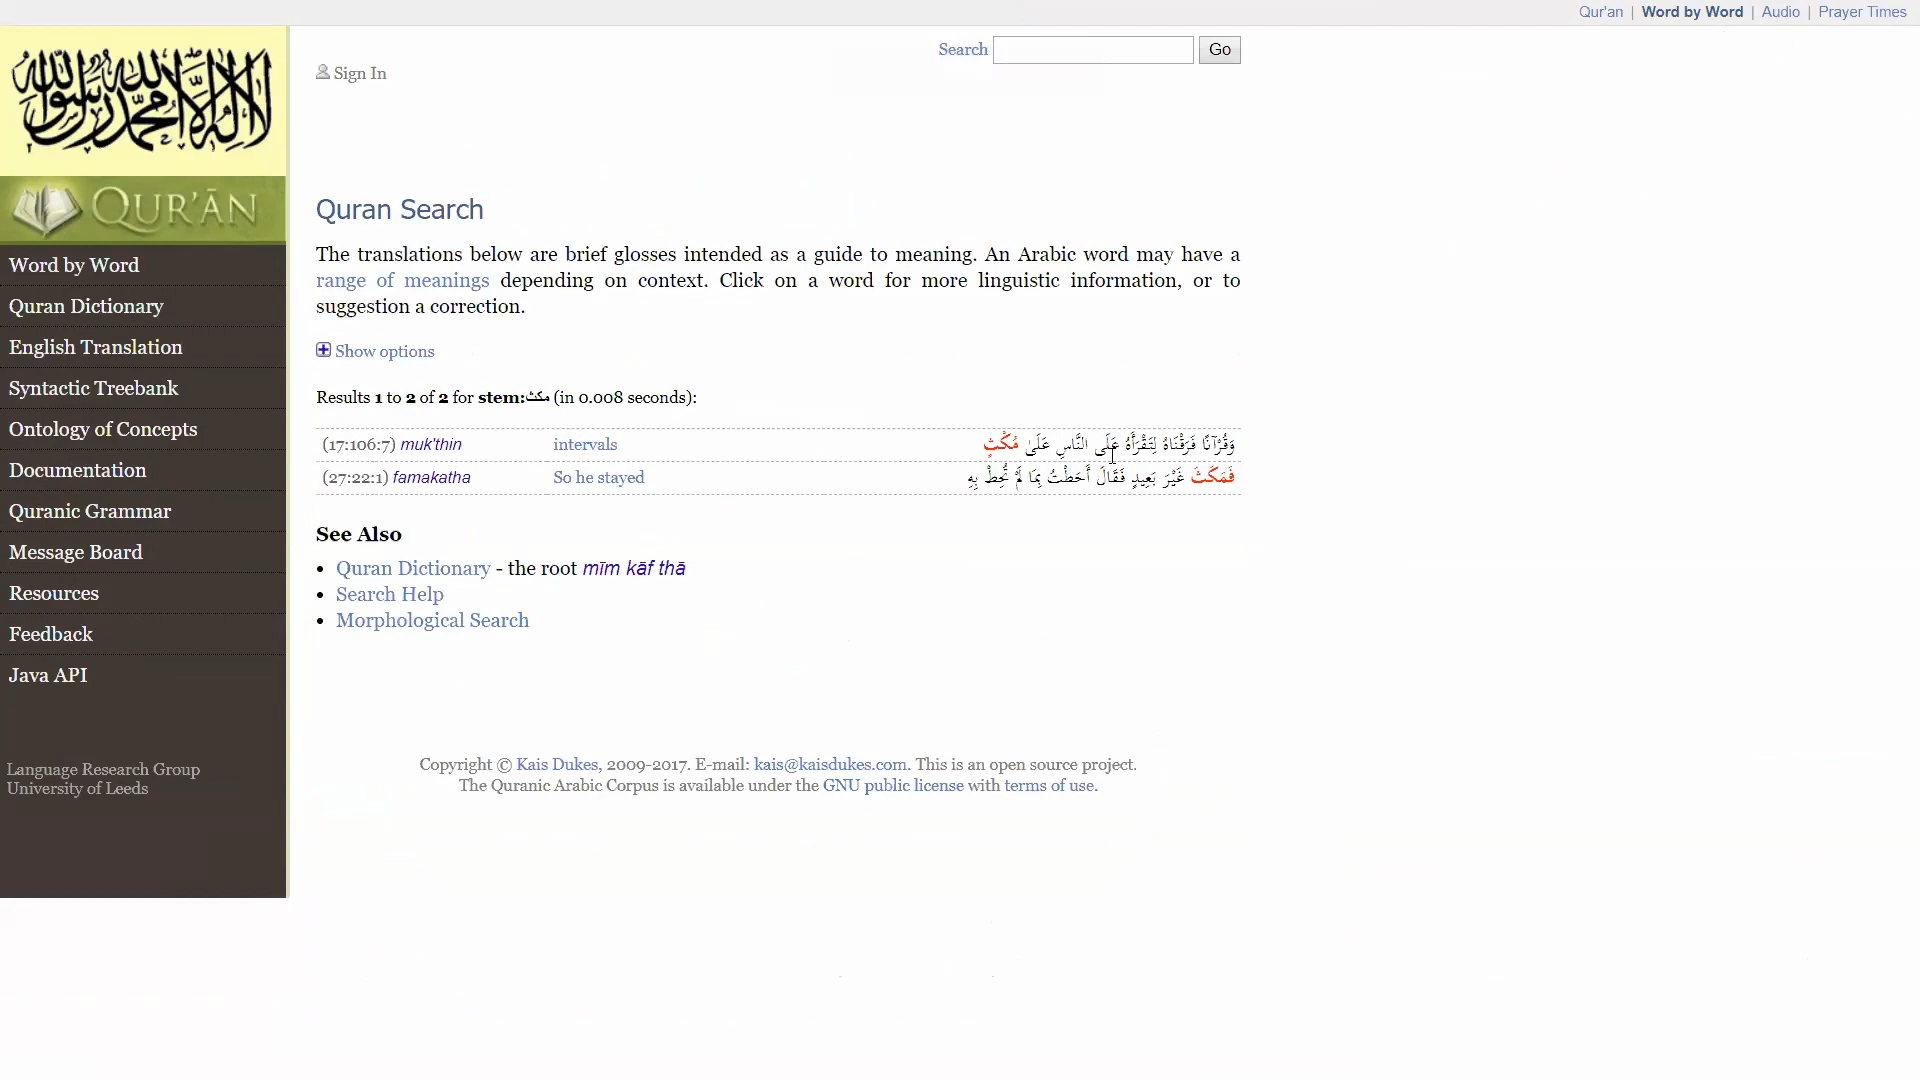 Qur'an | Word by Word | Audio | Prayer Times
Search Go
Sign In
لا إله إلا الله محمد رسول الله
QUR'ĀN
Word by Word
Quran Dictionary
English Translation
Syntactic Treebank
Ontology of Concepts
Documentation
Quranic Grammar
Message Board
Resources
Feedback
Java API
Language Research Group
University of Leeds
Quran Search
The translations below are brief glosses intended as a guide to meaning. An Arabic word may have a
range of meanings depending on context. Click on a word for more linguistic information, or to
suggestion a correction.
Show options
Results 1 to 2 of 2 for stem:مكث (in 0.008 seconds):
(17:106:7) muk'thin intervals وَقُرْآنًا فَرَقْنَاهُ لِتَقْرَأَهُ عَلَى النَّاسِ عَلَىٰ مُكْثٍ
(27:22:1) famakatha So he stayed فَمَكَثَ غَيْرَ بَعِيدٍ فَقَالَ أَحَطْتُ بِمَا لَمْ تُحِطْ بِهِ
See Also
• Quran Dictionary - the root mīm kāf thā
• Search Help
• Morphological Search
Copyright © Kais Dukes, 2009-2017. E-mail: kais@kaisdukes.com. This is an open source project.
The Quranic Arabic Corpus is available under the GNU public license with terms of use.